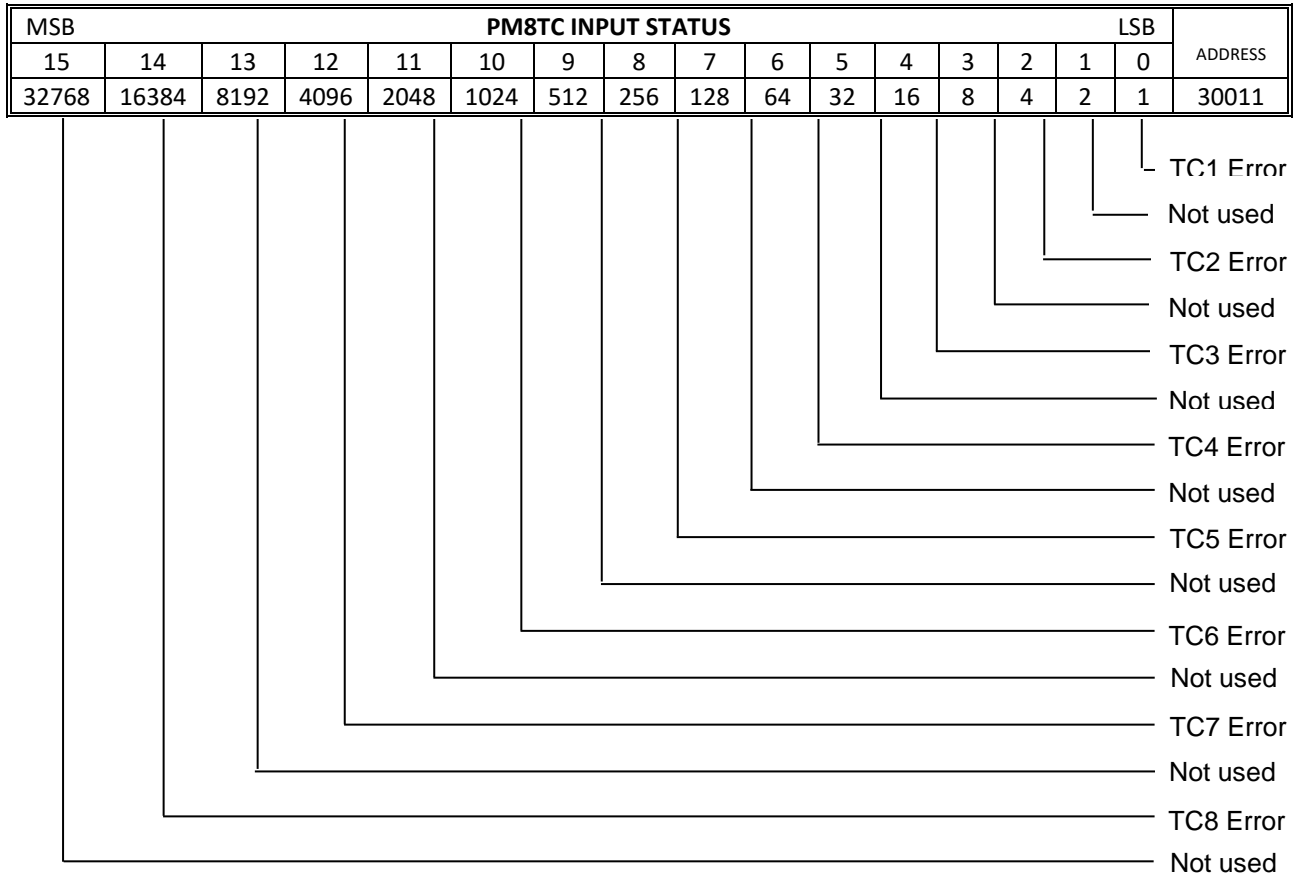 MSB PM8TC INPUT STATUS LSB ADDRESS
15 14 13 12 11 10 9 8 7 6 5 4 3 2 1 0
32768 16384 8192 4096 2048 1024 512 256 128 64 32 16 8 4 2 1 30011
TC1 Error
Not used
TC2 Error
Not used
TC3 Error
Not used
TC4 Error
Not used
TC5 Error
Not used
TC6 Error
Not used
TC7 Error
Not used
TC8 Error
Not used